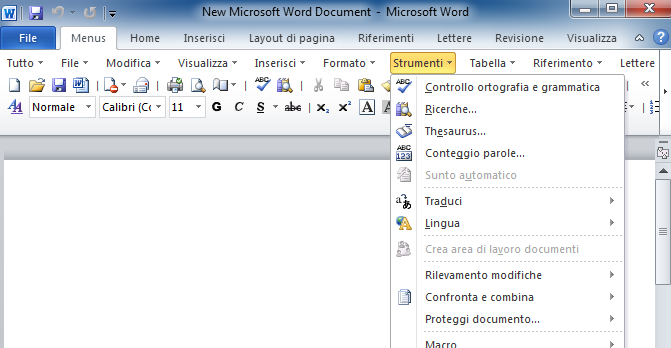 New Microsoft Word Document - Microsoft Word
File Menus Home Inserisci Layout di pagina Riferimenti Lettere Revisione Visualizza
Tutto File Modifica Visualizza Inserisci Formato Strumenti Tabella Riferimento Lettere
Normale Calibri (Co 11 G C S abc A A
Controllo ortografia e grammatica
Ricerche...
Thesaurus...
Conteggio parole...
Sunto automatico
Traduci
Lingua
Crea area di lavoro documenti
Rilevamento modifiche
Confronta e combina
Proteggi documento...
Macro